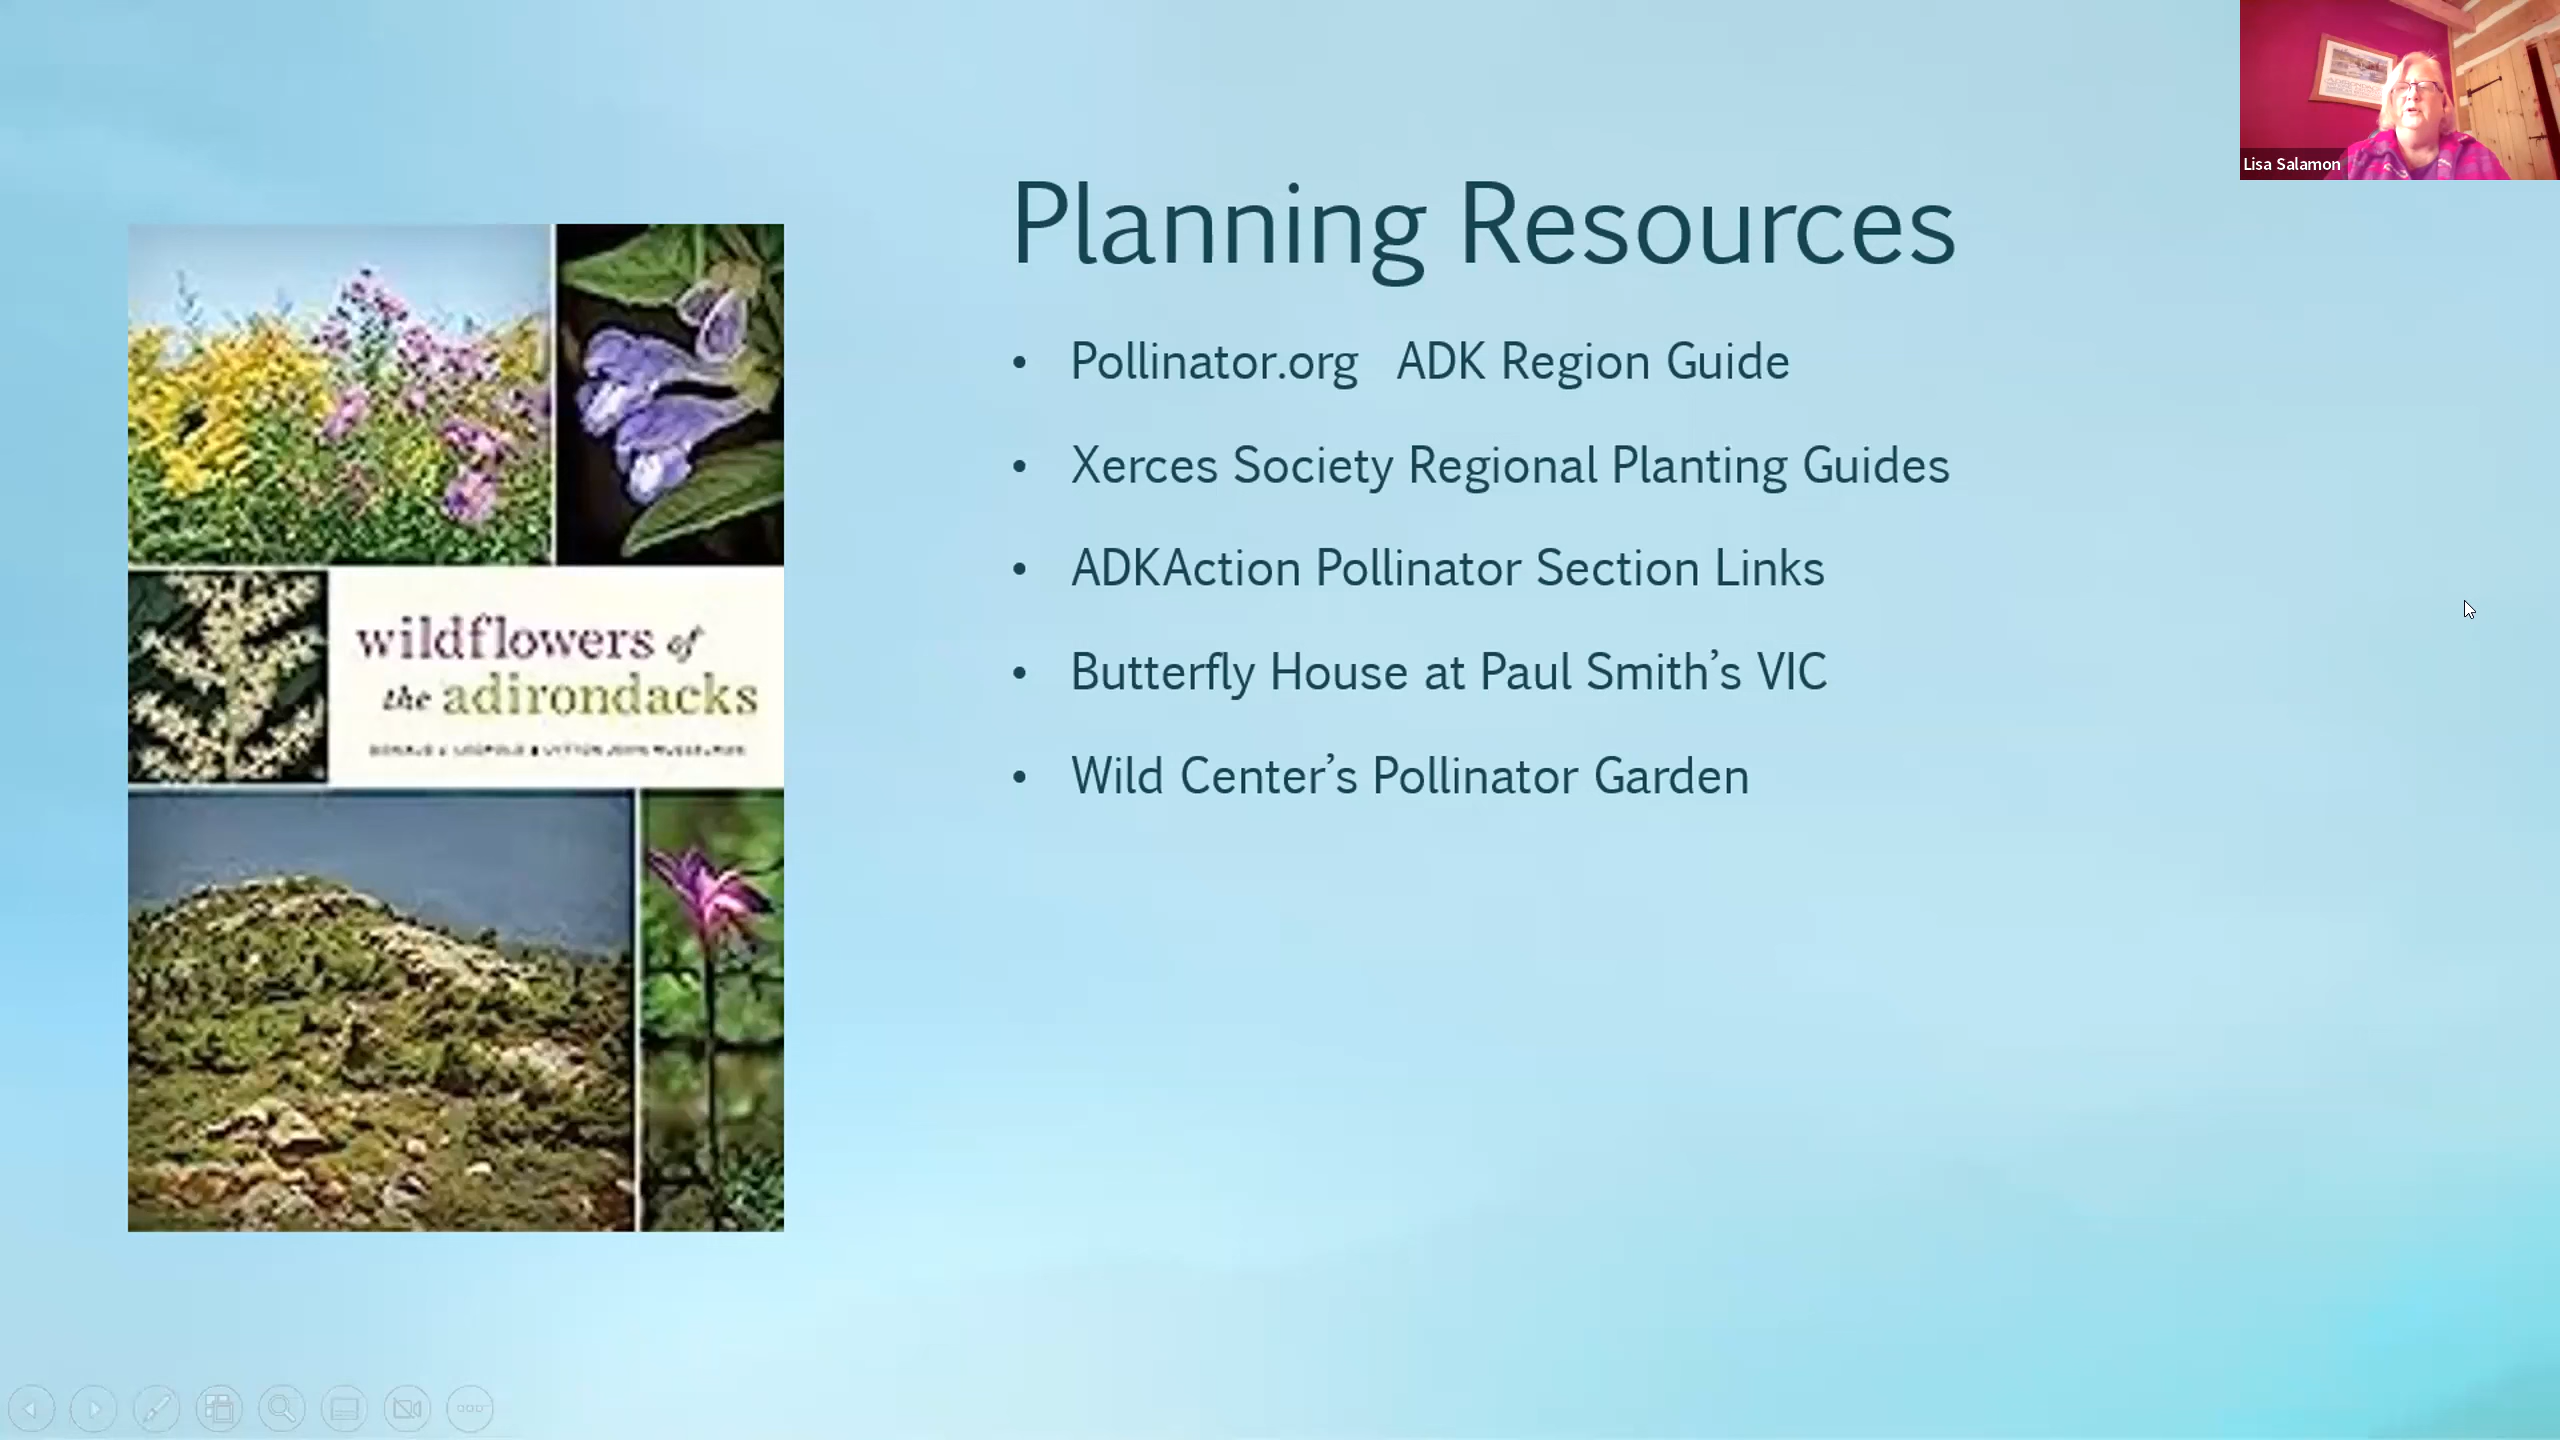 Lisa Salamon
Planning Resources
• Pollinator.org ADK Region Guide
• Xerces Society Regional Planting Guides
• ADKAction Pollinator Section Links
• Butterfly House at Paul Smith’s VIC
• Wild Center’s Pollinator Garden
wildflowers of
the adirondacks